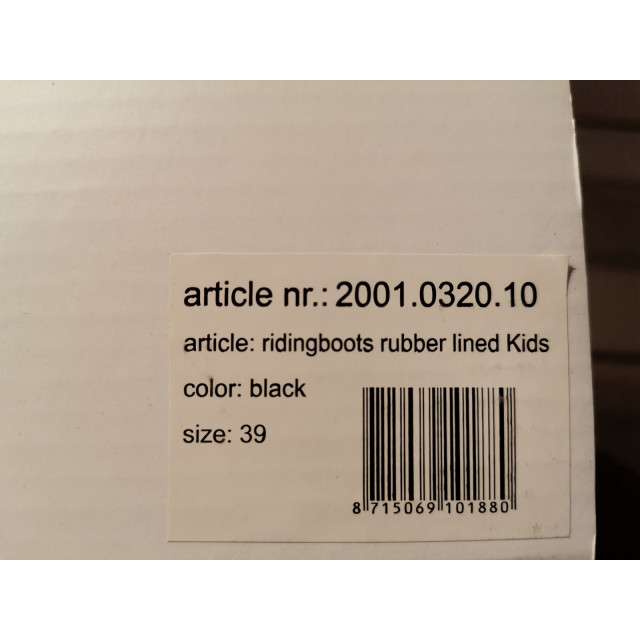 article nr.: 2001.0320.10
article: ridingboots rubber lined Kids
color: black
size: 39
8 715069 101880